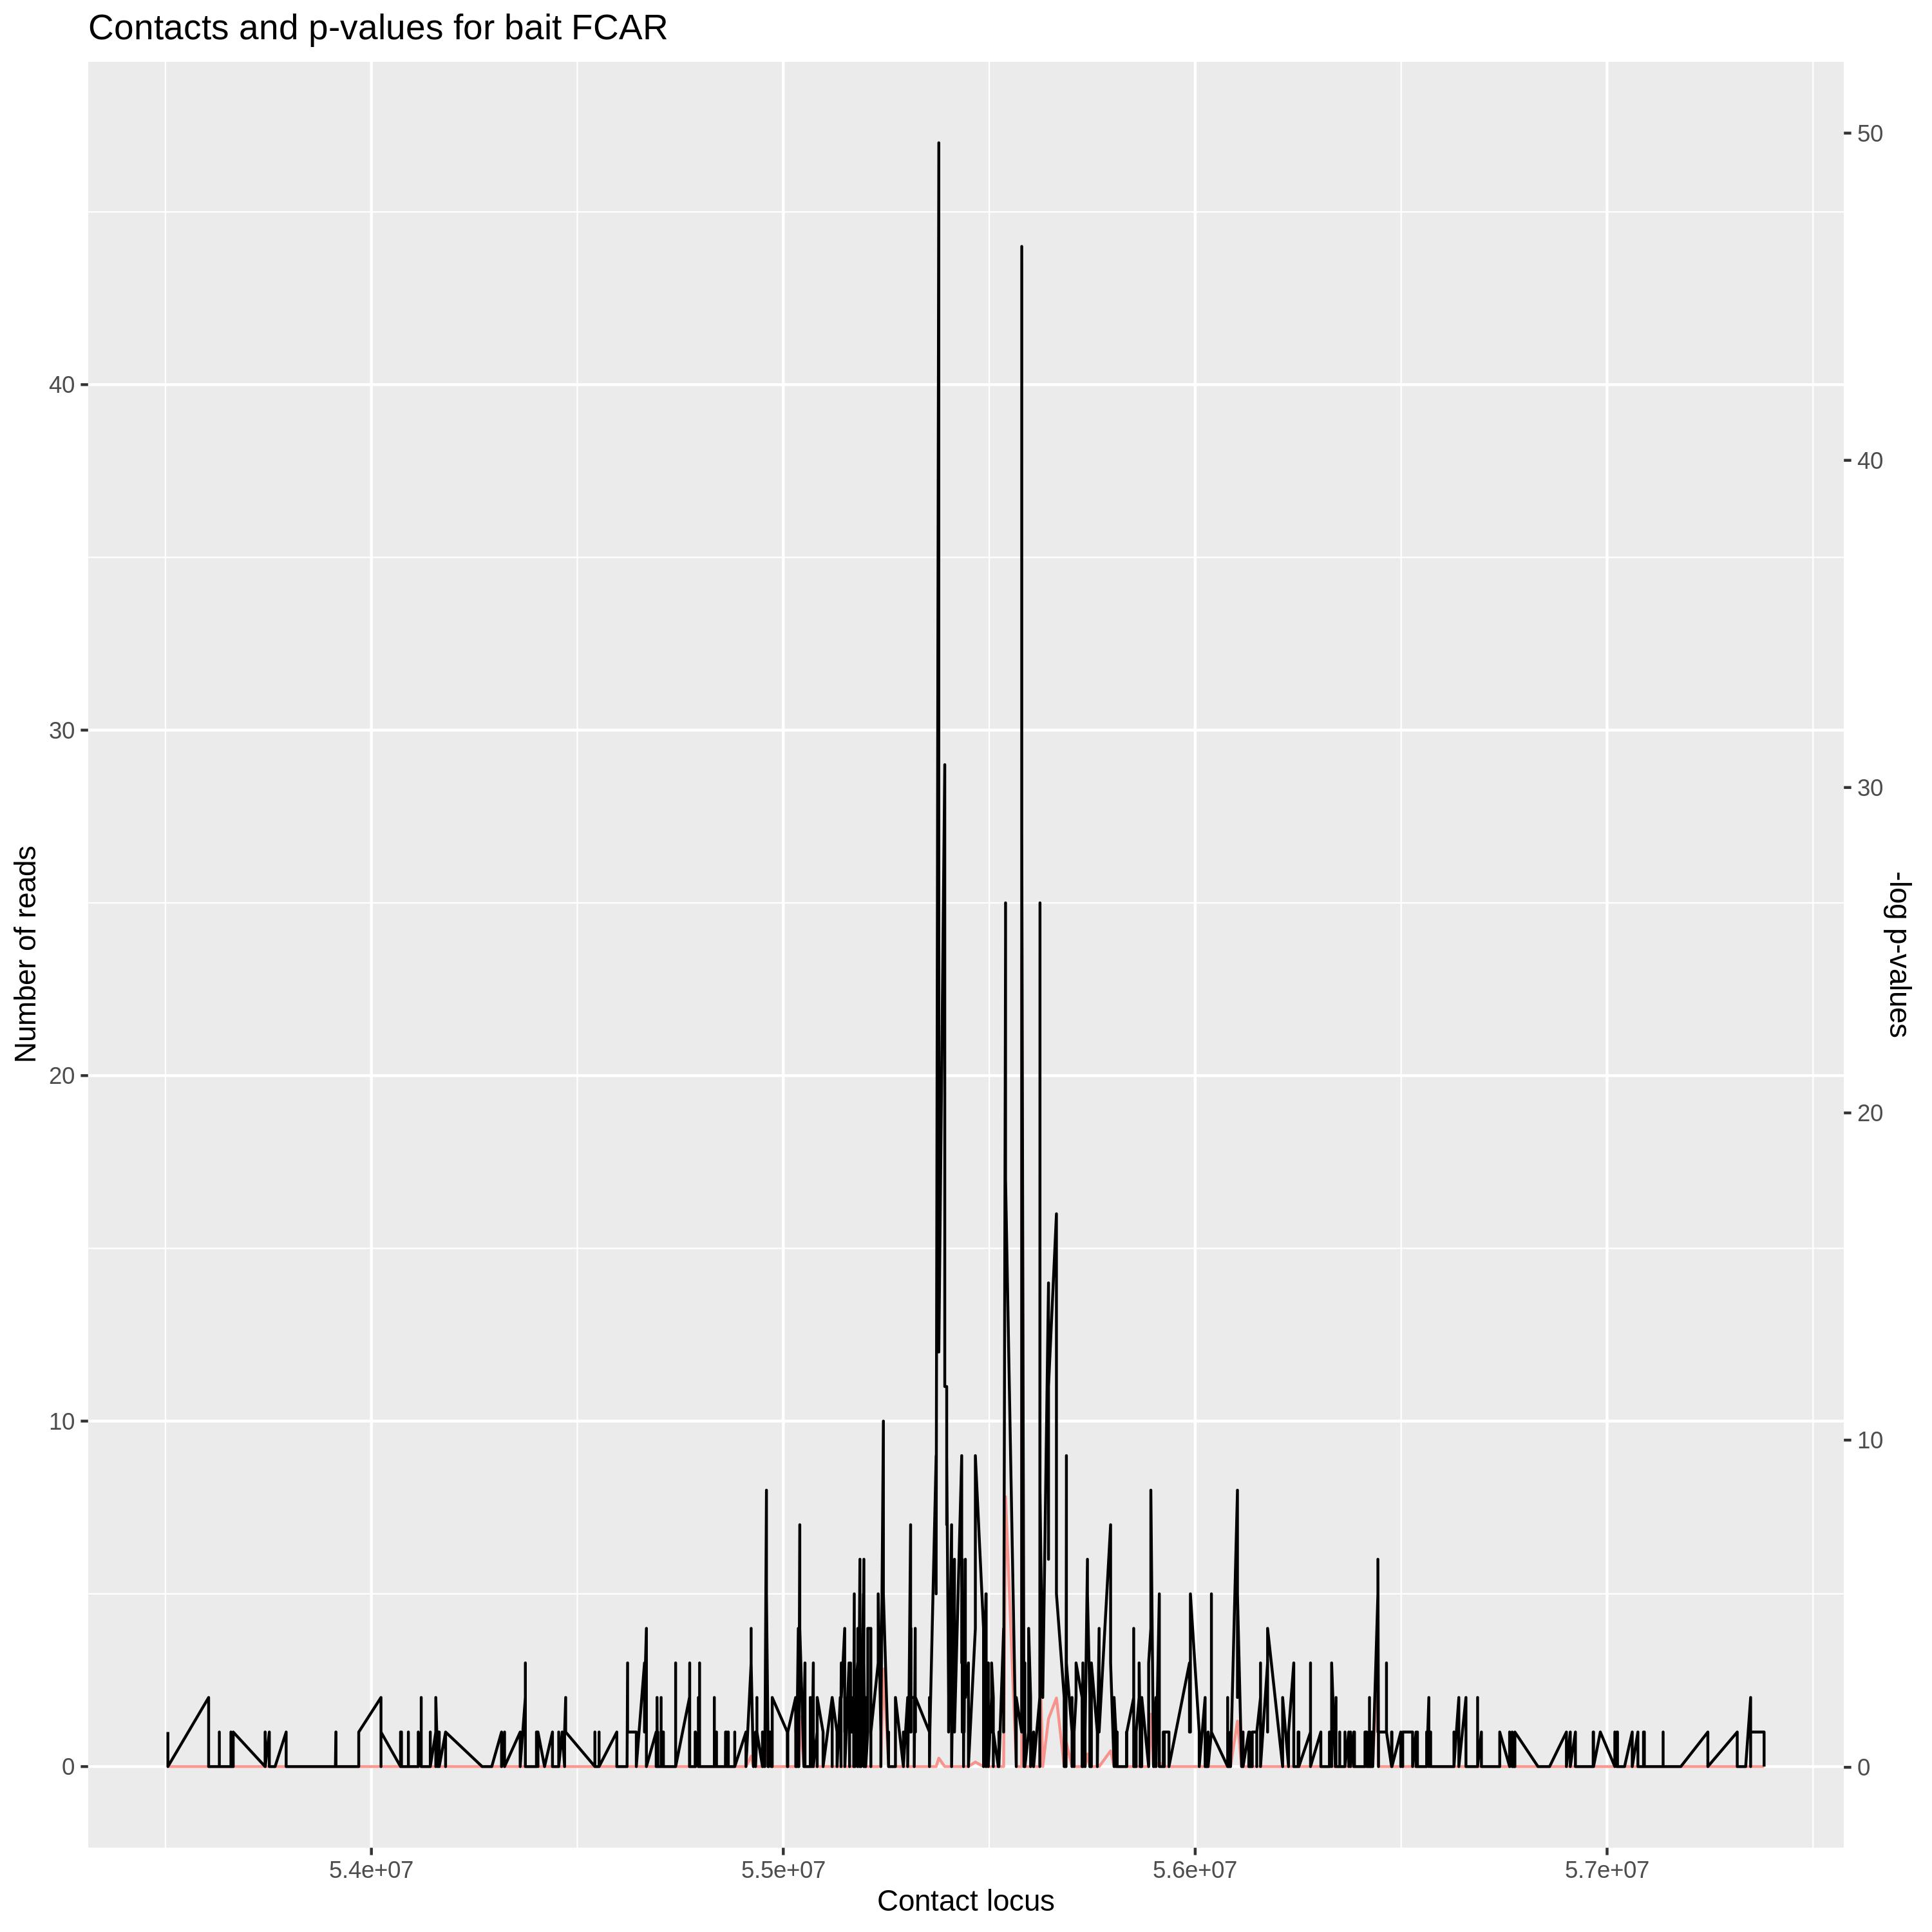 Contacts and p-values for bait FCAR
50
40
30
20
10
0
Number of reads
40
30
20
10
0
-log p-values
5.4e+07 5.5e+07 5.6e+07 5.7e+07
Contact locus